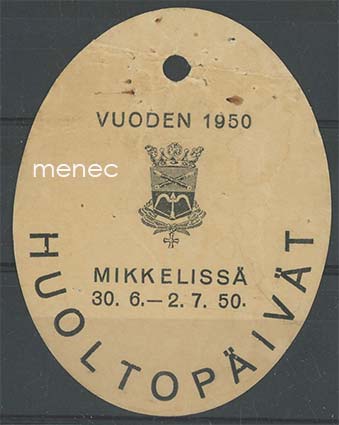 VUODEN 1950
menec
MIKKELISSÄ
30. 6.— 2. 7. 50.
HUOLTOPÄIVÄT